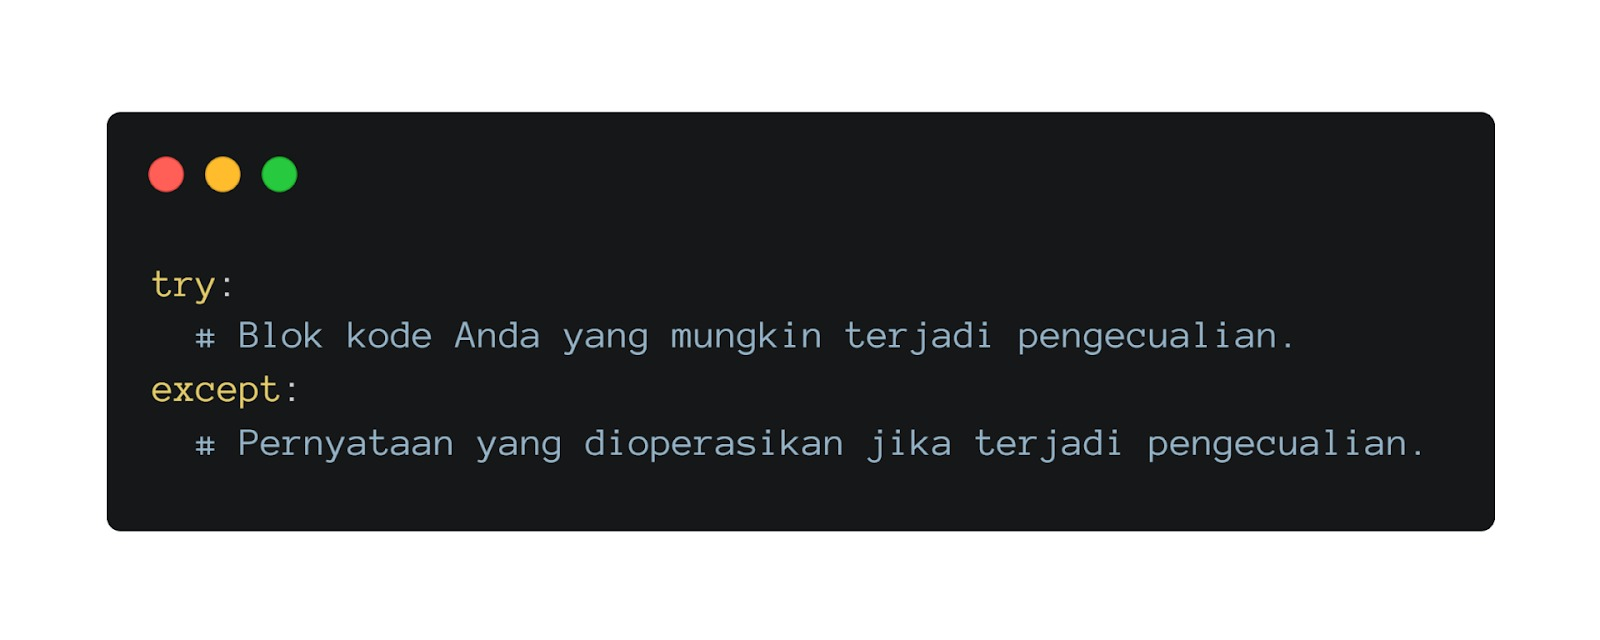 try:
  # Blok kode Anda yang mungkin terjadi pengecualian.
except:
  # Pernyataan yang dioperasikan jika terjadi pengecualian.